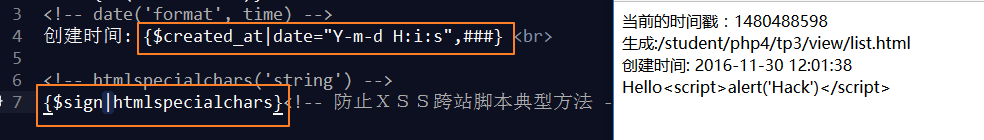 3 <!-- date('format', time) -->
4 创建时间: {$created_at|date="Y-m-d H:i:s",###} <br>
5
6 <!-- htmlspecialchars('string') -->
7 {$sign|htmlspecialchars}<!-- 防止ＸＳＳ跨站脚本典型方法 -
当前的时间戳：1480488598
生成:/student/php4/tp3/view/list.html
创建时间: 2016-11-30 12:01:38
Hello<script>alert('Hack')</script>